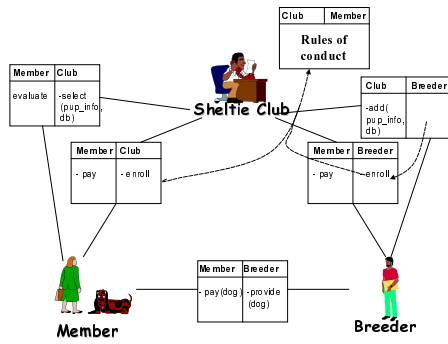 Club Member
Rules of
conduct
Member Club
evaluate -select
(pup_info,
db)
Sheltie Club
Club Breeder
-add(
pup_info,
db)
Member Club
- pay - enroll
Member Breeder
- pay -enroll
Member Breeder
- pay(dog) -provide
(dog)
Member
Breeder